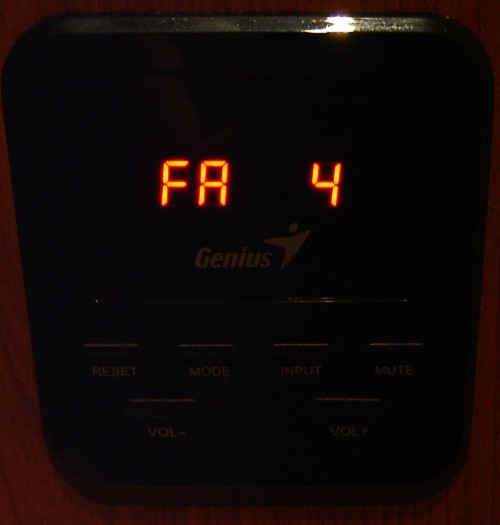 FA 4
Genius
RESET MODE INPUT MUTE
VOL- VOL+